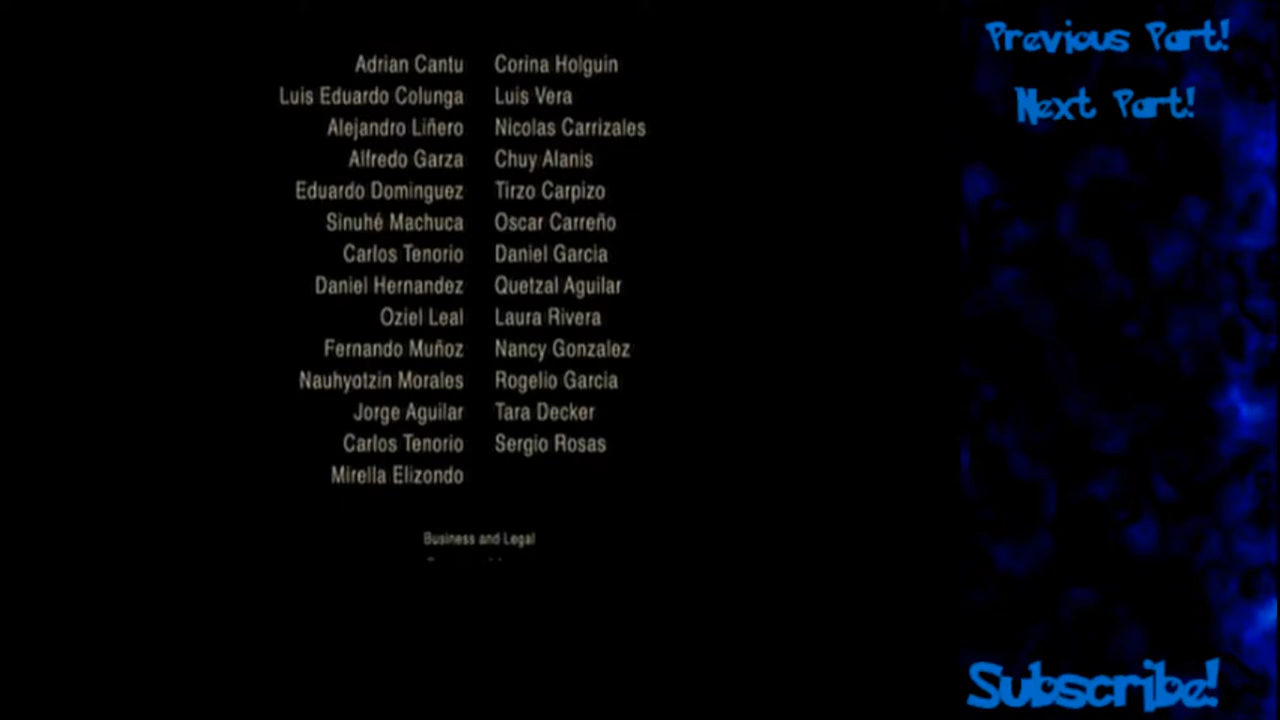 Adrian Cantu Corina Holguin
Luis Eduardo Colunga Luis Vera
Alejandro Liñero Nicolas Carrizales
Alfredo Garza Chuy Alanis
Eduardo Dominguez Tirzo Carpizo
Sinuhé Machuca Oscar Carreño
Carlos Tenorio Daniel Garcia
Daniel Hernandez Quetzal Aguilar
Oziel Leal Laura Rivera
Fernando Muñoz Nancy Gonzalez
Nauhyotzin Morales Rogelio Garcia
Jorge Aguilar Tara Decker
Carlos Tenorio Sergio Rosas
Mirella Elizondo
Business and Legal
Previous Part!
Next Part!
Subscribe!